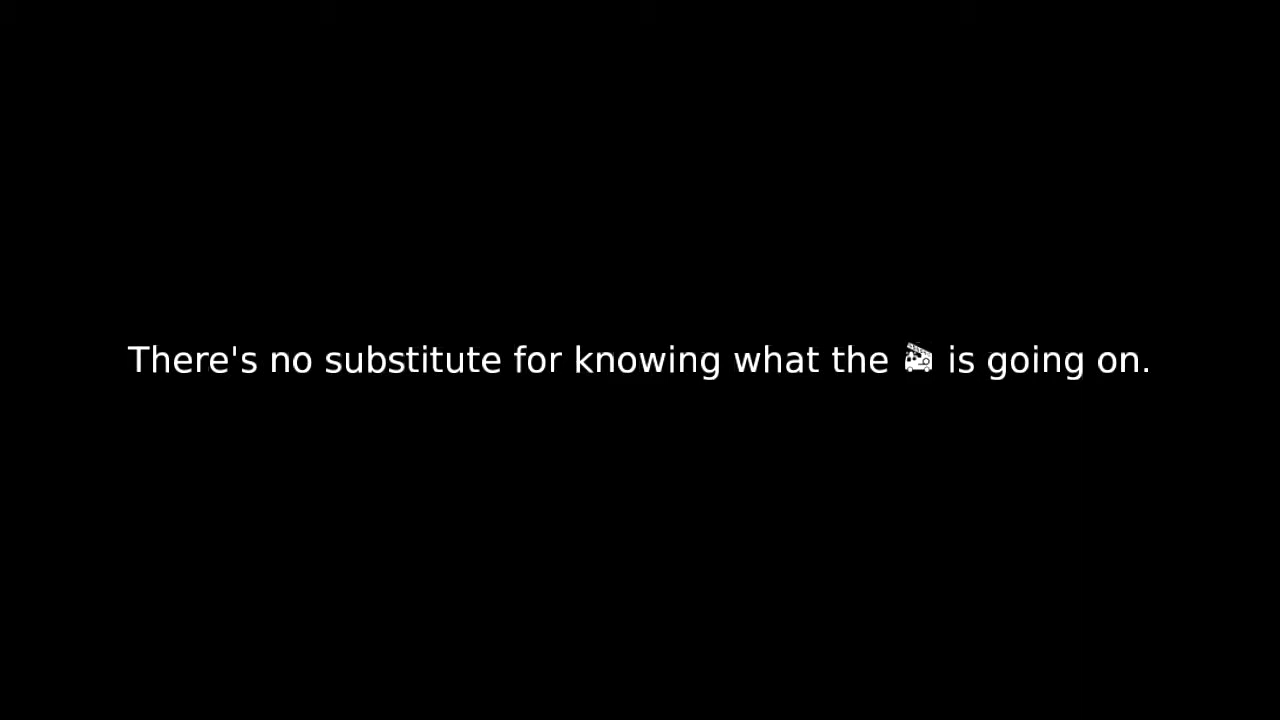 There's no substitute for knowing what the 🚒 is going on.